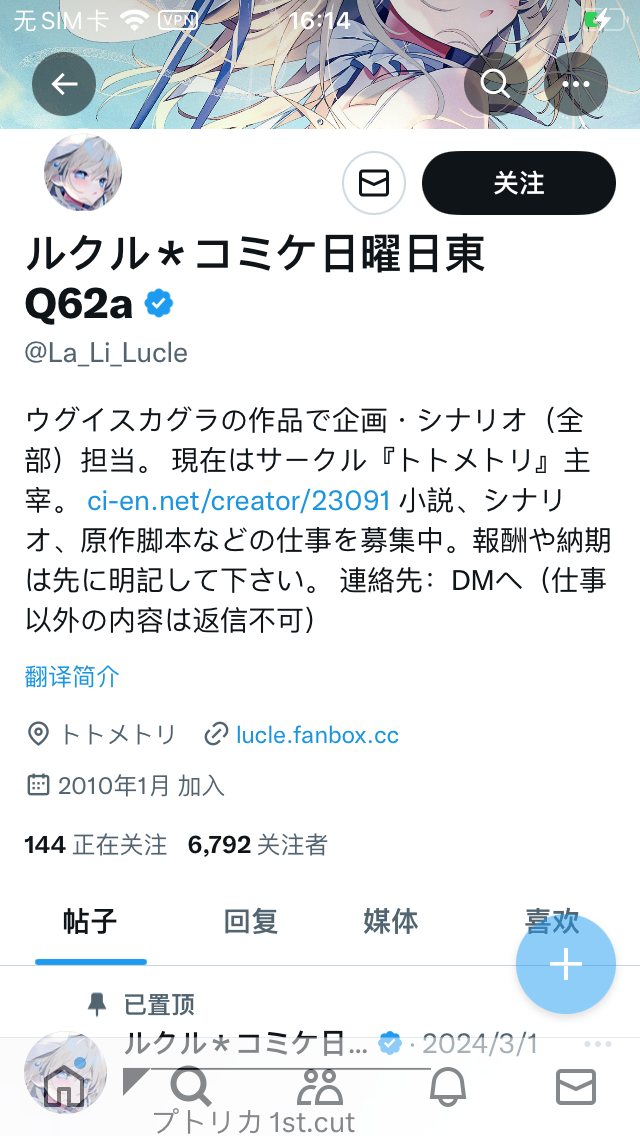 无SIM卡 VPN 16:14
关注
ルクル＊コミケ日曜日東
Q62a
@La_Li_Lucle
ウグイスカグラの作品で企画・シナリオ（全
部）担当。 現在はサークル『トトメトリ』主
宰。 ci-en.net/creator/23091 小説、シナリ
オ、原作脚本などの仕事を募集中。報酬や納期
は先に明記して下さい。 連絡先：DMへ（仕事
以外の内容は返信不可）
翻译简介
トトメトリ lucle.fanbox.cc
2010年1月 加入
144 正在关注 6,792 关注者
帖子 回复 媒体 喜欢
已置顶
ルクル＊コミケ日... · 2024/3/1
プトリカ 1st.cut